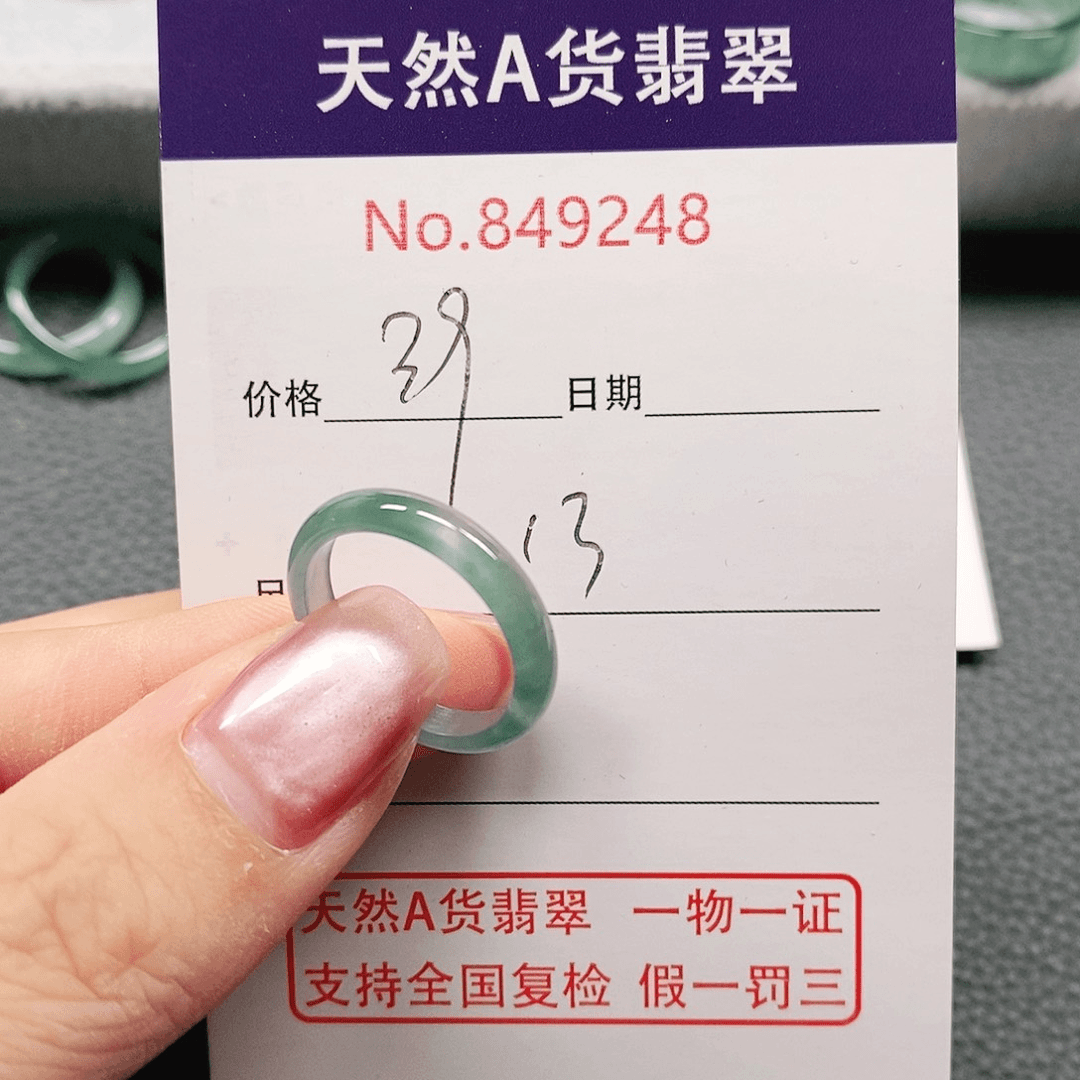 天然A货翡翠
No.849248
价格 39 日期
13
天然A货翡翠 一物一证
支持全国复检 假一罚三